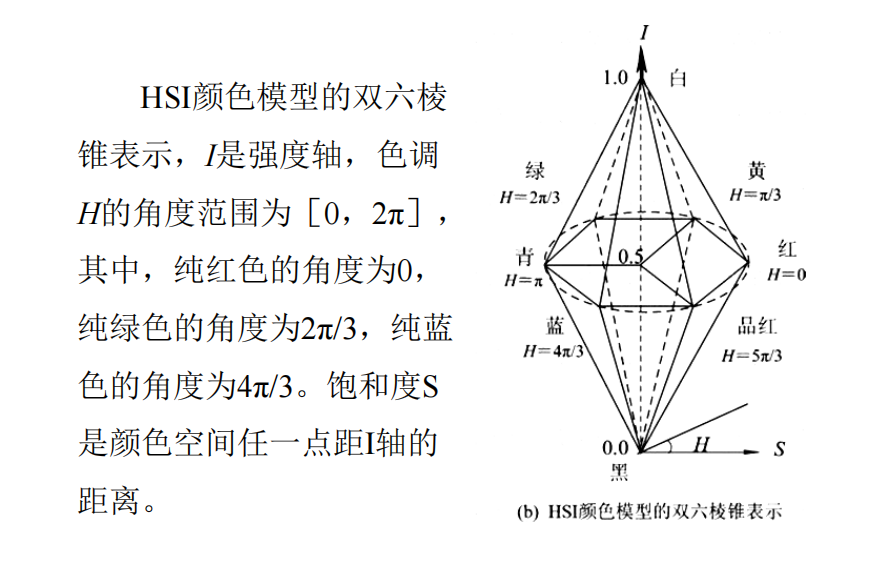 HSI颜色模型的双六棱
锥表示，I是强度轴，色调
H的角度范围为［0，2π］，
其中，纯红色的角度为0，
纯绿色的角度为2π/3，纯蓝
色的角度为4π/3。饱和度S
是颜色空间任一点距I轴的
距离。
I
1.0 白
绿
H=2π/3
黄
H=π/3
青
H=π
0.5
红
H=0
蓝
H=4π/3
品红
H=5π/3
0.0
黑
H
S
(b) HSI颜色模型的双六棱锥表示